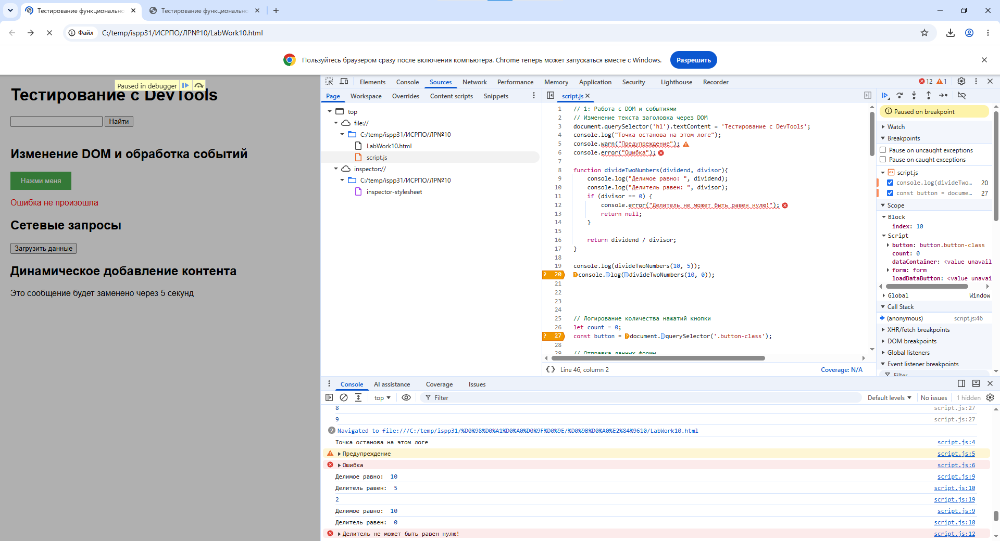 Тестирование функционально
Тестирование функционально
Файл
C:/temp/ispp31/ИСРПО/ЛР№10/LabWork10.html
Пользуйтесь браузером сразу после включения компьютера. Chrome теперь может запускаться вместе с Windows.
Разрешить
Paused in debugger
Тестирование с DevTools
Найти
Изменение DOM и обработка событий
Нажми меня
Ошибка не произошла
Сетевые запросы
Загрузить данные
Динамическое добавление контента
Это сообщение будет заменено через 5 секунд
Elements Console Sources Network Performance Memory Application Security Lighthouse Recorder
12 1
Page Workspace Overrides Content scripts Snippets
top
file://
C:/temp/ispp31/ИСРПО/ЛР№10
LabWork10.html
script.js
inspector://
C:/temp/ispp31/ИСРПО/ЛР№10
inspector-stylesheet
script.js
1 // 1: Работа с DOM и событиями
2 // Изменение текста заголовка через DOM
3 document.querySelector('h1').textContent = 'Тестирование с DevTools';
4 console.log("Точка останова на этом логе");
5 console.warn("Предупреждение");
6 console.error("Ошибка");
7
8 function divideTwoNumbers(dividend, divisor){
9 console.log("Делимое равно: ", dividend);
10 console.log("Делитель равен: ", divisor);
11 if (divisor == 0) {
12 console.error("Делитель не может быть равен нулю!");
13 return null;
14 }
15
16 return dividend / divisor;
17 }
18
19 console.log(divideTwoNumbers(10, 5));
? 20 console.log(divideTwoNumbers(10, 0));
21
22
23
24
25 // Логирование количества нажатий кнопки
26 let count = 0;
? 27 const button = document.querySelector('.button-class');
28
29 // Отправка данных формы
{} Line 46, column 2
Coverage: N/A
Paused on breakpoint
Watch
Breakpoints
Pause on uncaught exceptions
Pause on caught exceptions
script.js
console.log(divideTwo… 20
const button = docume… 27
Scope
Block
index: 10
Script
button: button.button-class
count: 0
dataContainer: <value unavail
form: form
loadDataButton: <value unavai
Global Window
Call Stack
(anonymous) script.js:46
XHR/fetch breakpoints
DOM breakpoints
Global listeners
Event listener breakpoints
Filter
Console AI assistance Coverage Issues
top Filter Default levels No issues 1 hidden
8 script.js:27
9 script.js:27
2 Navigated to file:///C:/temp/ispp31/%D0%98%D0%A1%D0%A0%D0%9F%D0%9E/%D0%9B%D0%A0%E2%84%9610/LabWork10.html
Точка останова на этом логе script.js:4
Предупреждение script.js:5
Ошибка script.js:6
Делимое равно: 10 script.js:9
Делитель равен: 5 script.js:10
2 script.js:19
Делимое равно: 10 script.js:9
Делитель равен: 0 script.js:10
Делитель не может быть равен нулю! script.js:12